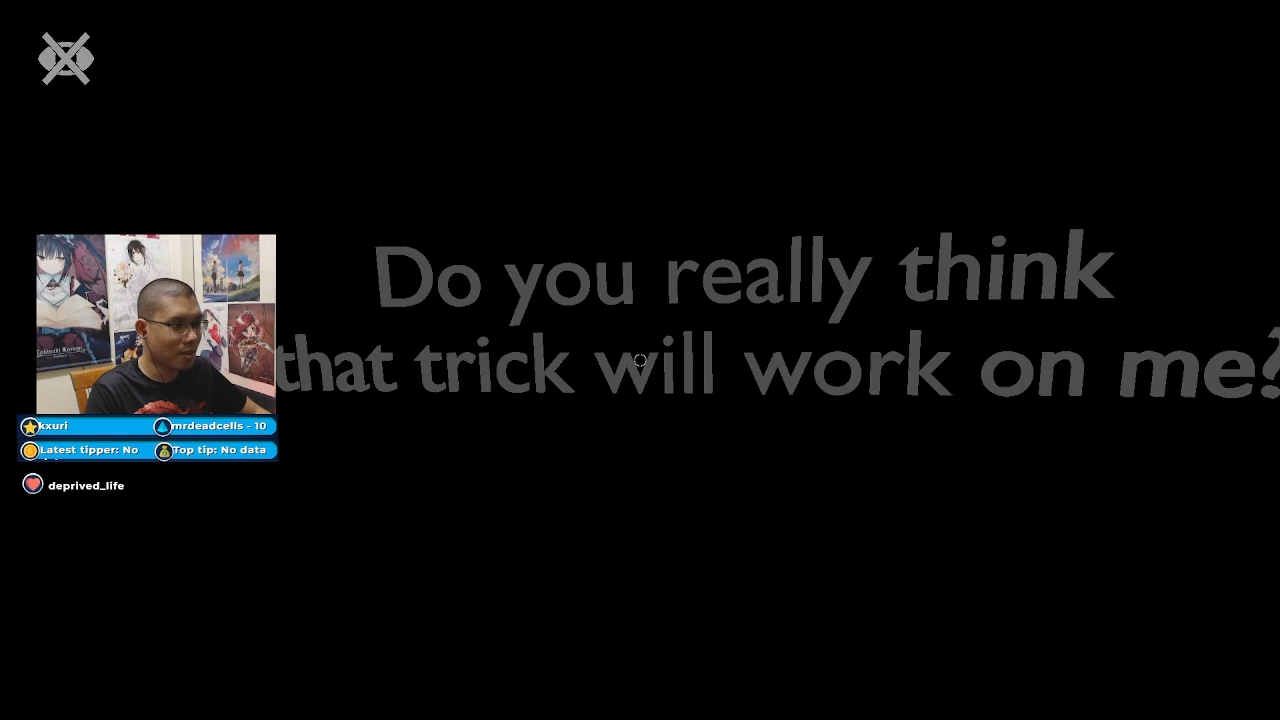 Do you really think
that trick will work on me?
kxuri
mrdeadcells - 10
Latest tipper: No
Top tip: No data
deprived_life